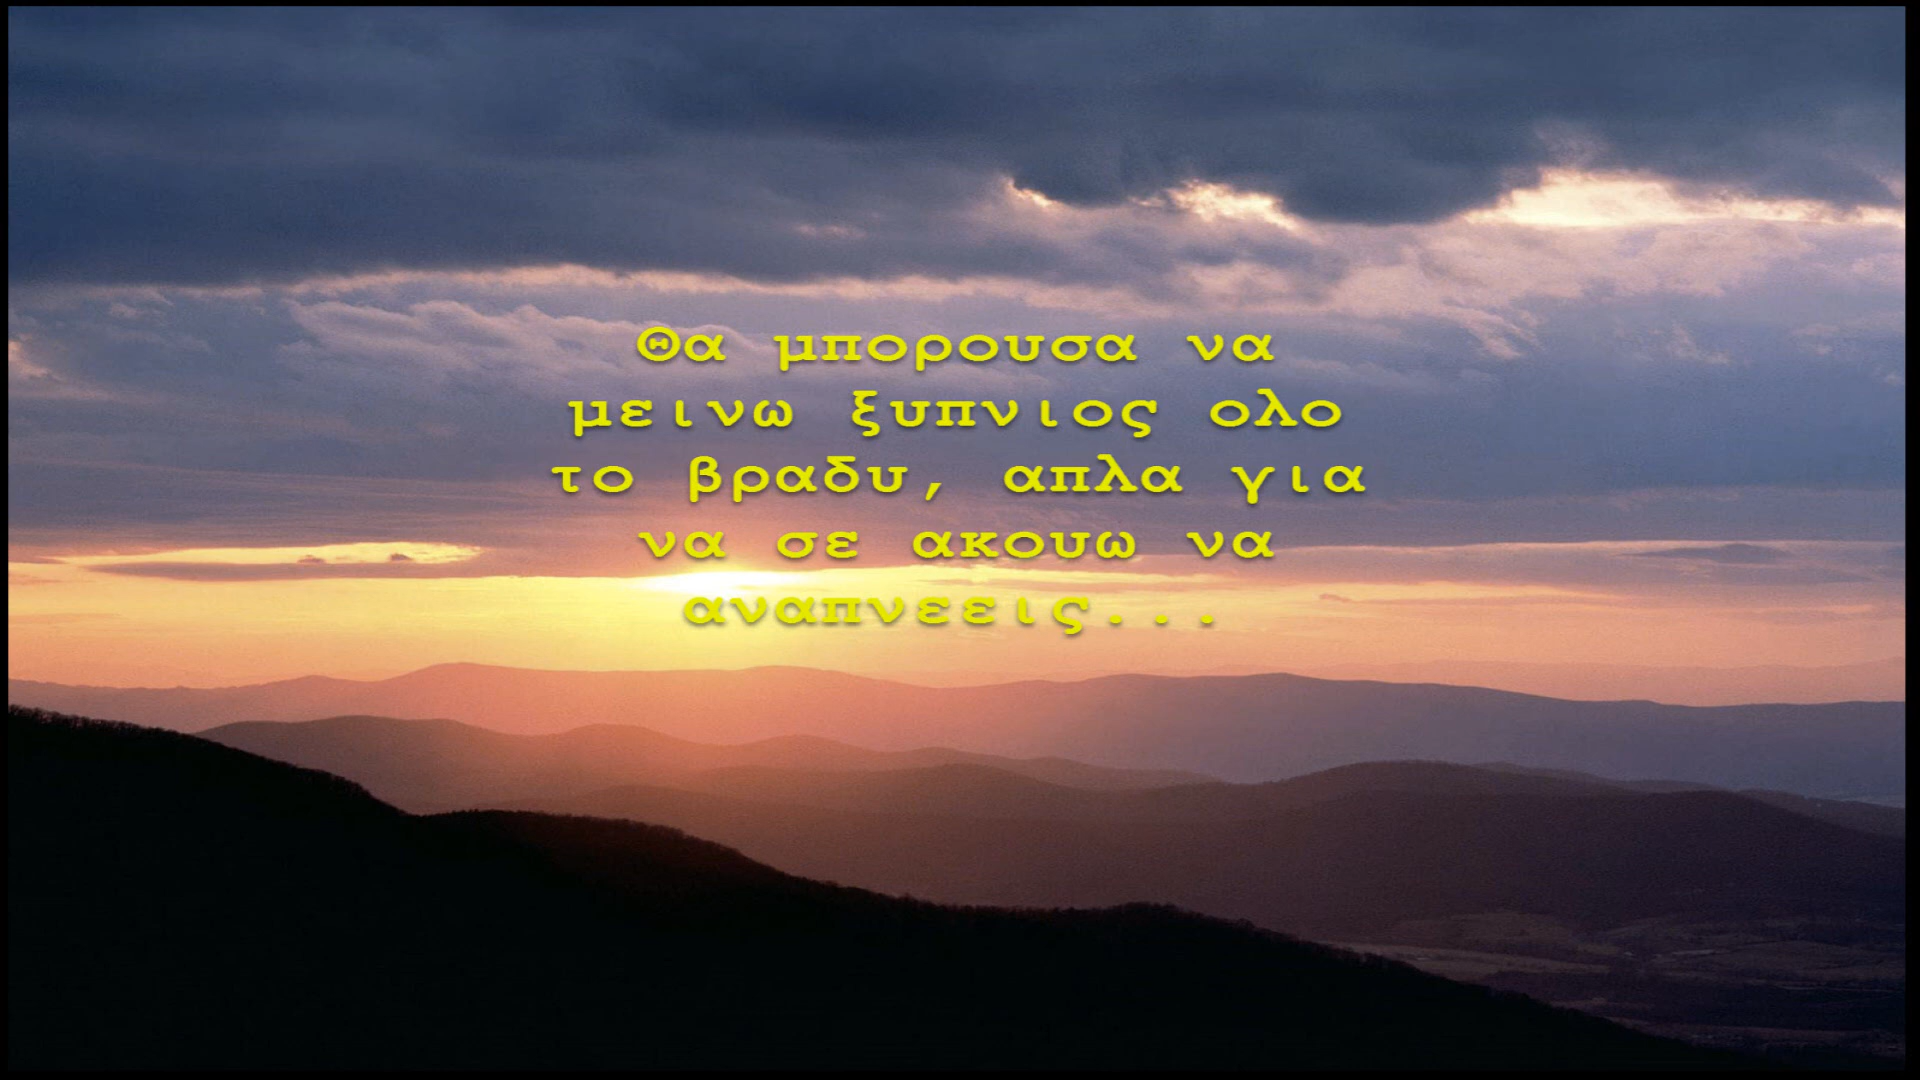 Θα μπορουσα να
μεινω ξυπνιος ολο
το βραδυ, απλα για
να σε ακουω να
αναπνεεις...